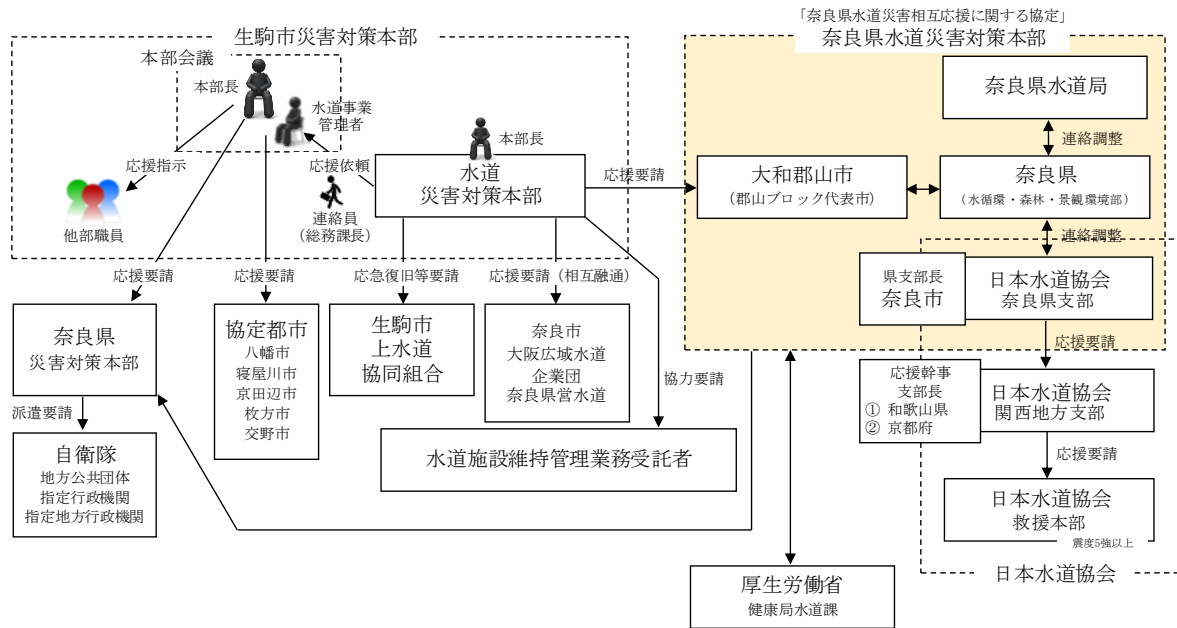 「奈良県水道災害相互応援に関する協定」
生駒市災害対策本部
奈良県水道災害対策本部
本部会議
本部長
水道事業
管理者
応援指示
他部職員
応援依頼
連絡員
(総務課長)
本部長
水道
災害対策本部
応援要請
大和郡山市
(郡山ブロック代表市)
奈良県水道局
連絡調整
奈良県
(水循環・森林・景観環境部)
連絡調整
県支部長
奈良市
日本水道協会
奈良県支部
応援要請
応援要請
応援要請
応急復旧等要請
応援要請(相互融通)
協力要請
奈良県
災害対策本部
派遣要請
自衛隊
地方公共団体
指定行政機関
指定地方行政機関
協定都市
八幡市
寝屋川市
京田辺市
枚方市
交野市
生駒市
上水道
協同組合
奈良市
大阪広域水道
企業団
奈良県営水道
水道施設維持管理業務受託者
応援幹事
支部長
① 和歌山県
② 京都府
日本水道協会
関西地方支部
応援要請
日本水道協会
救援本部
震度5強以上
日本水道協会
厚生労働省
健康局水道課